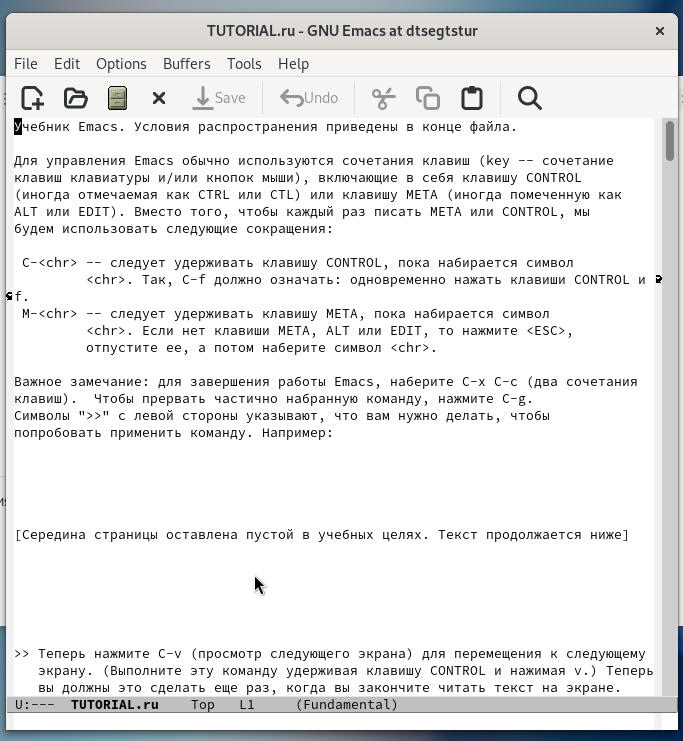 TUTORIAL.ru - GNU Emacs at dtsegtstur
File Edit Options Buffers Tools Help
Save Undo
Учебник Emacs. Условия распространения приведены в конце файла.
Для управления Emacs обычно используются сочетания клавиш (key -- сочетание
клавиш клавиатуры и/или кнопок мыши), включающие в себя клавишу CONTROL
(иногда отмечаемая как CTRL или CTL) или клавишу META (иногда помеченную как
ALT или EDIT). Вместо того, чтобы каждый раз писать META или CONTROL, мы
будем использовать следующие сокращения:
C-<chr> -- следует удерживать клавишу CONTROL, пока набирается символ
<chr>. Так, C-f должно означать: одновременно нажать клавиши CONTROL и
f.
M-<chr> -- следует удерживать клавишу META, пока набирается символ
<chr>. Если нет клавиши META, ALT или EDIT, то нажмите <ESC>,
отпустите ее, а потом наберите символ <chr>.
Важное замечание: для завершения работы Emacs, наберите C-x C-c (два сочетания
клавиш).  Чтобы прервать частично набранную команду, нажмите C-g.
Символы ">>" с левой стороны указывают, что вам нужно делать, чтобы
попробовать применить команду. Например:
[Середина страницы оставлена пустой в учебных целях. Текст продолжается ниже]
>> Теперь нажмите C-v (просмотр следующего экрана) для перемещения к следующему
экрану. (Выполните эту команду удерживая клавишу CONTROL и нажимая v.) Теперь
вы должны это сделать еще раз, когда вы закончите читать текст на экране.
U:--- TUTORIAL.ru Top L1 (Fundamental)